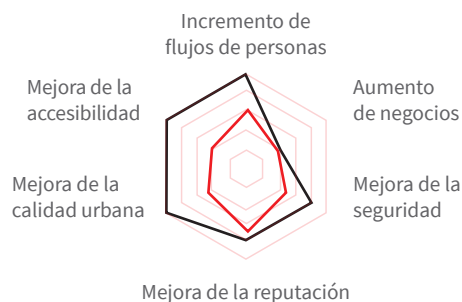 Incremento de
flujos de personas
Mejora de la
accesibilidad
Aumento
de negocios
Mejora de la
calidad urbana
Mejora de la
seguridad
Mejora de la reputación